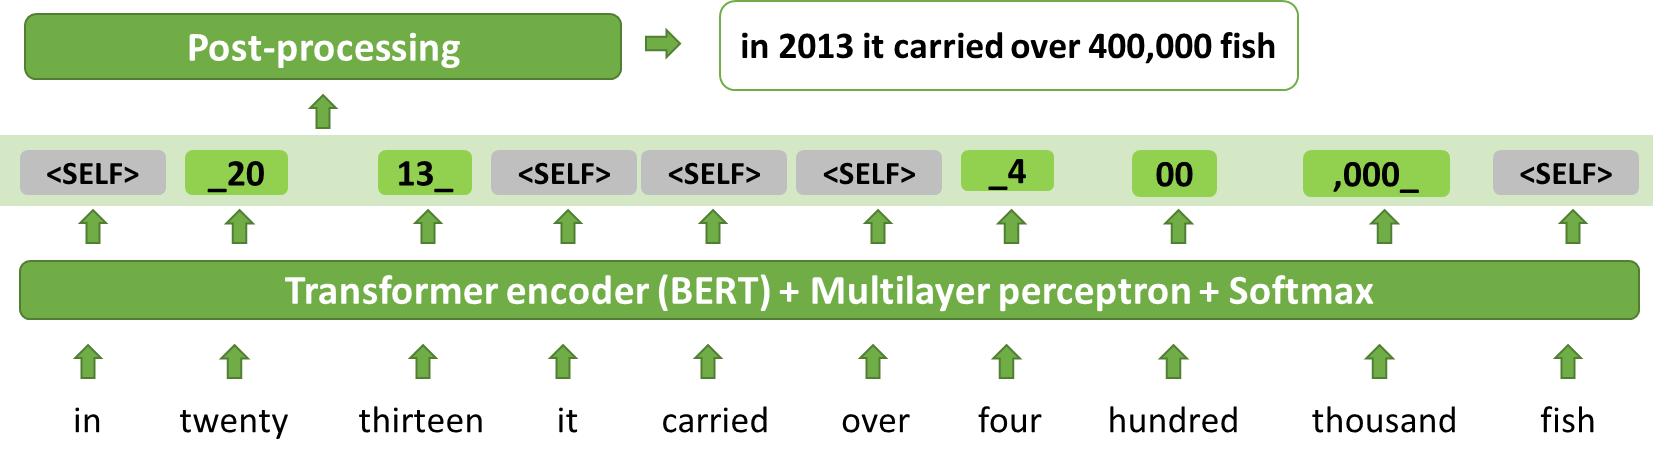 Post-processing
in 2013 it carried over 400,000 fish
<SELF> _20 13_ <SELF> <SELF> <SELF> _4 00 ,000_ <SELF>
Transformer encoder (BERT) + Multilayer perceptron + Softmax
in twenty thirteen it carried over four hundred thousand fish